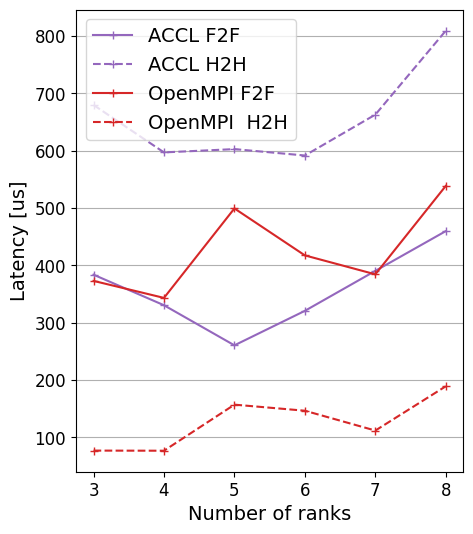 ACCL F2F
ACCL H2H
OpenMPI F2F
OpenMPI  H2H
800
700
600
500
400
300
200
100
Latency [us]
3 4 5 6 7 8
Number of ranks